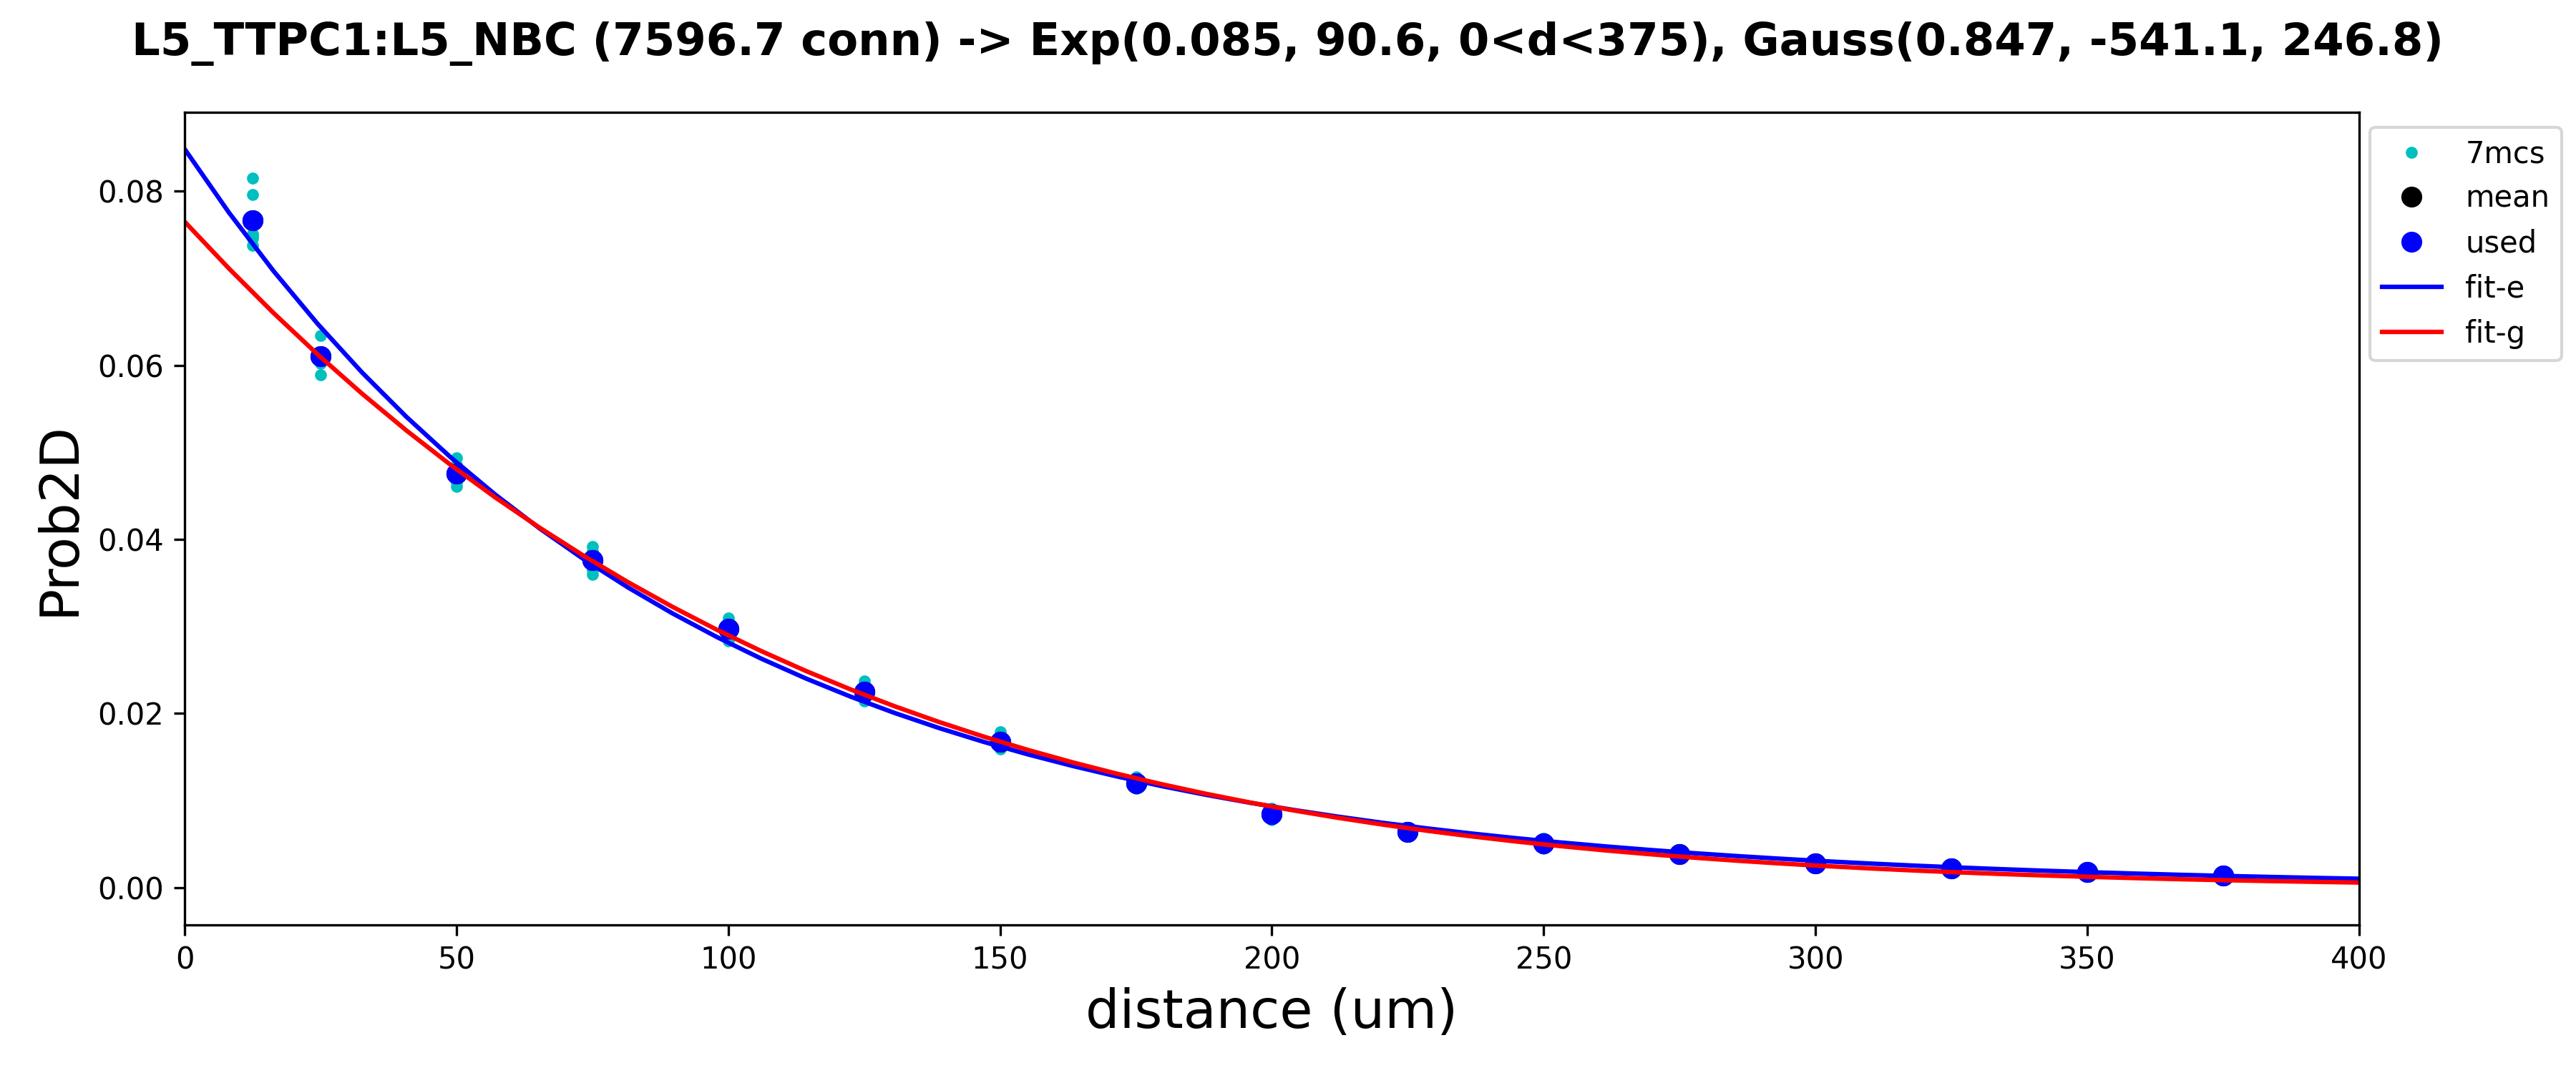 L5_TTPC1:L5_NBC (7596.7 conn) -> Exp(0.085, 90.6, 0<d<375), Gauss(0.847, -541.1, 246.8)
7mcs
mean
used
fit-e
fit-g
Prob2D
0.08
0.06
0.04
0.02
0.00
0 50 100 150 200 250 300 350 400
distance (um)